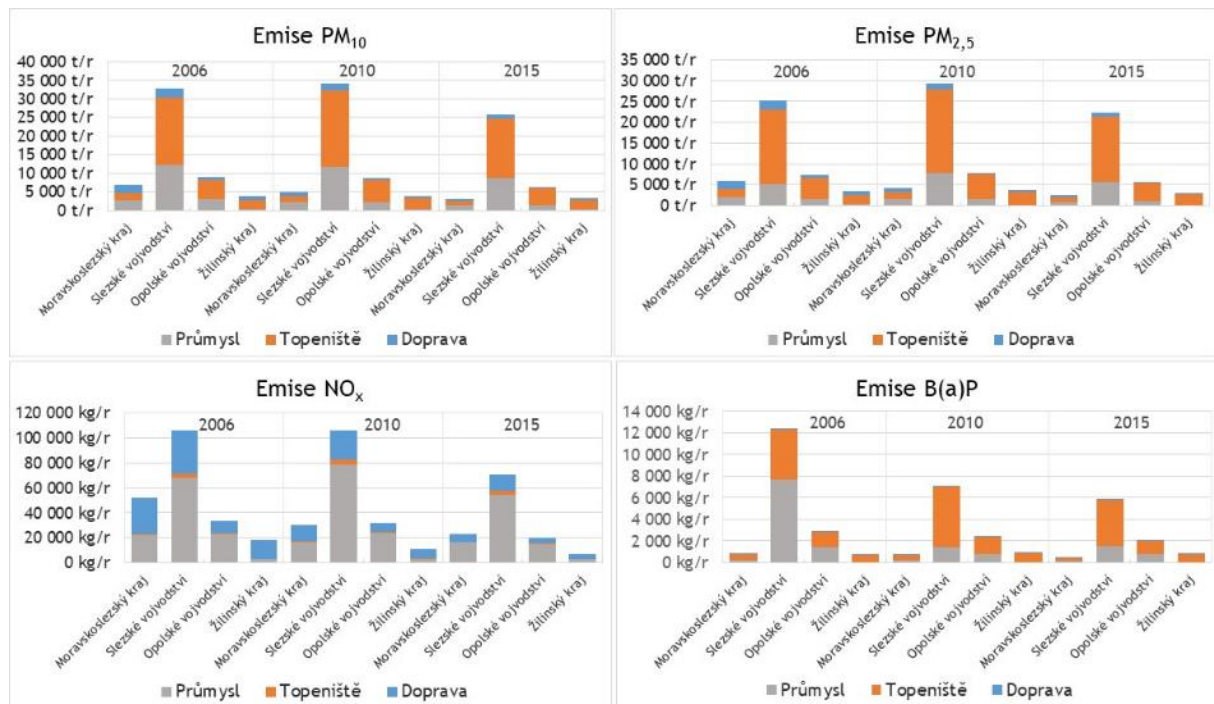 Emise PM₁₀
40 000 t/r
35 000 t/r
30 000 t/r
25 000 t/r
20 000 t/r
15 000 t/r
10 000 t/r
5 000 t/r
0 t/r
2006
2010
2015
Moravskoslezský kraj
Slezské vojvodství
Opolské vojvodství
Žilinský kraj
Moravskoslezský kraj
Slezské vojvodství
Opolské vojvodství
Žilinský kraj
Moravskoslezský kraj
Slezské vojvodství
Opolské vojvodství
Žilinský kraj
Průmysl Topeniště Doprava
Emise PM₂,₅
35 000 t/r
30 000 t/r
25 000 t/r
20 000 t/r
15 000 t/r
10 000 t/r
5 000 t/r
0 t/r
2006
2010
2015
Moravskoslezský kraj
Slezské vojvodství
Opolské vojvodství
Žilinský kraj
Moravskoslezský kraj
Slezské vojvodství
Opolské vojvodství
Žilinský kraj
Moravskoslezský kraj
Slezské vojvodství
Opolské vojvodství
Žilinský kraj
Průmysl Topeniště Doprava
Emise NOₓ
120 000 kg/r
100 000 kg/r
80 000 kg/r
60 000 kg/r
40 000 kg/r
20 000 kg/r
0 kg/r
2006
2010
2015
Moravskoslezský kraj
Slezské vojvodství
Opolské vojvodství
Žilinský kraj
Moravskoslezský kraj
Slezské vojvodství
Opolské vojvodství
Žilinský kraj
Moravskoslezský kraj
Slezské vojvodství
Opolské vojvodství
Žilinský kraj
Průmysl Topeniště Doprava
Emise B(a)P
14 000 kg/r
12 000 kg/r
10 000 kg/r
8 000 kg/r
6 000 kg/r
4 000 kg/r
2 000 kg/r
0 kg/r
2006
2010
2015
Moravskoslezský kraj
Slezské vojvodství
Opolské vojvodství
Žilinský kraj
Moravskoslezský kraj
Slezské vojvodství
Opolské vojvodství
Žilinský kraj
Moravskoslezský kraj
Slezské vojvodství
Opolské vojvodství
Žilinský kraj
Průmysl Topeniště Doprava